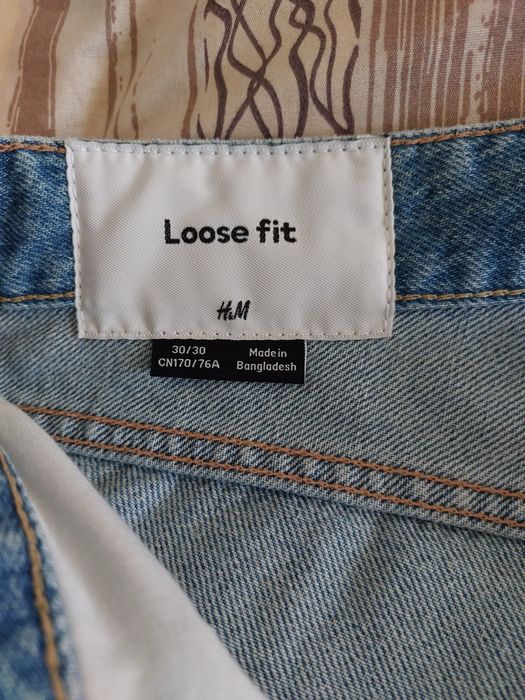 Loose fit
H&M
30/30
CN170/76A
Made in
Bangladesh